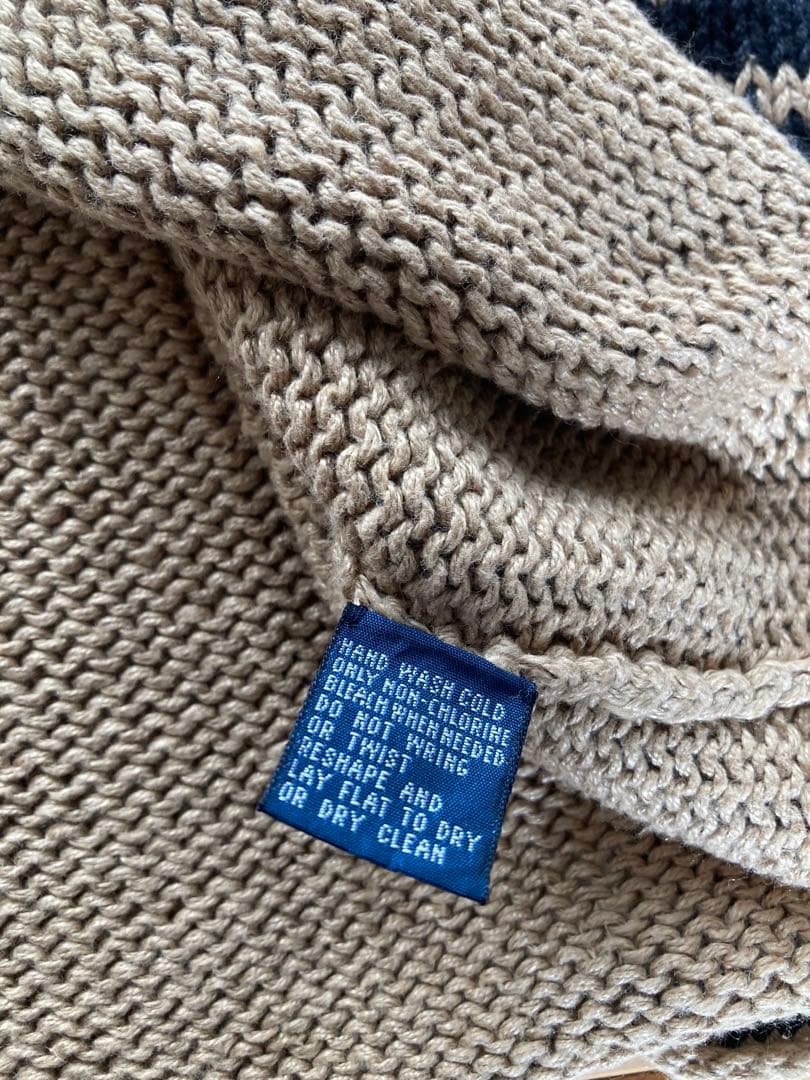 HAND WASH COLD
ONLY NON-CHLORINE
BLEACH WHEN NEEDED
DO NOT WRING
OR TWIST
RESHAPE AND
LAY FLAT TO DRY
OR DRY CLEAN